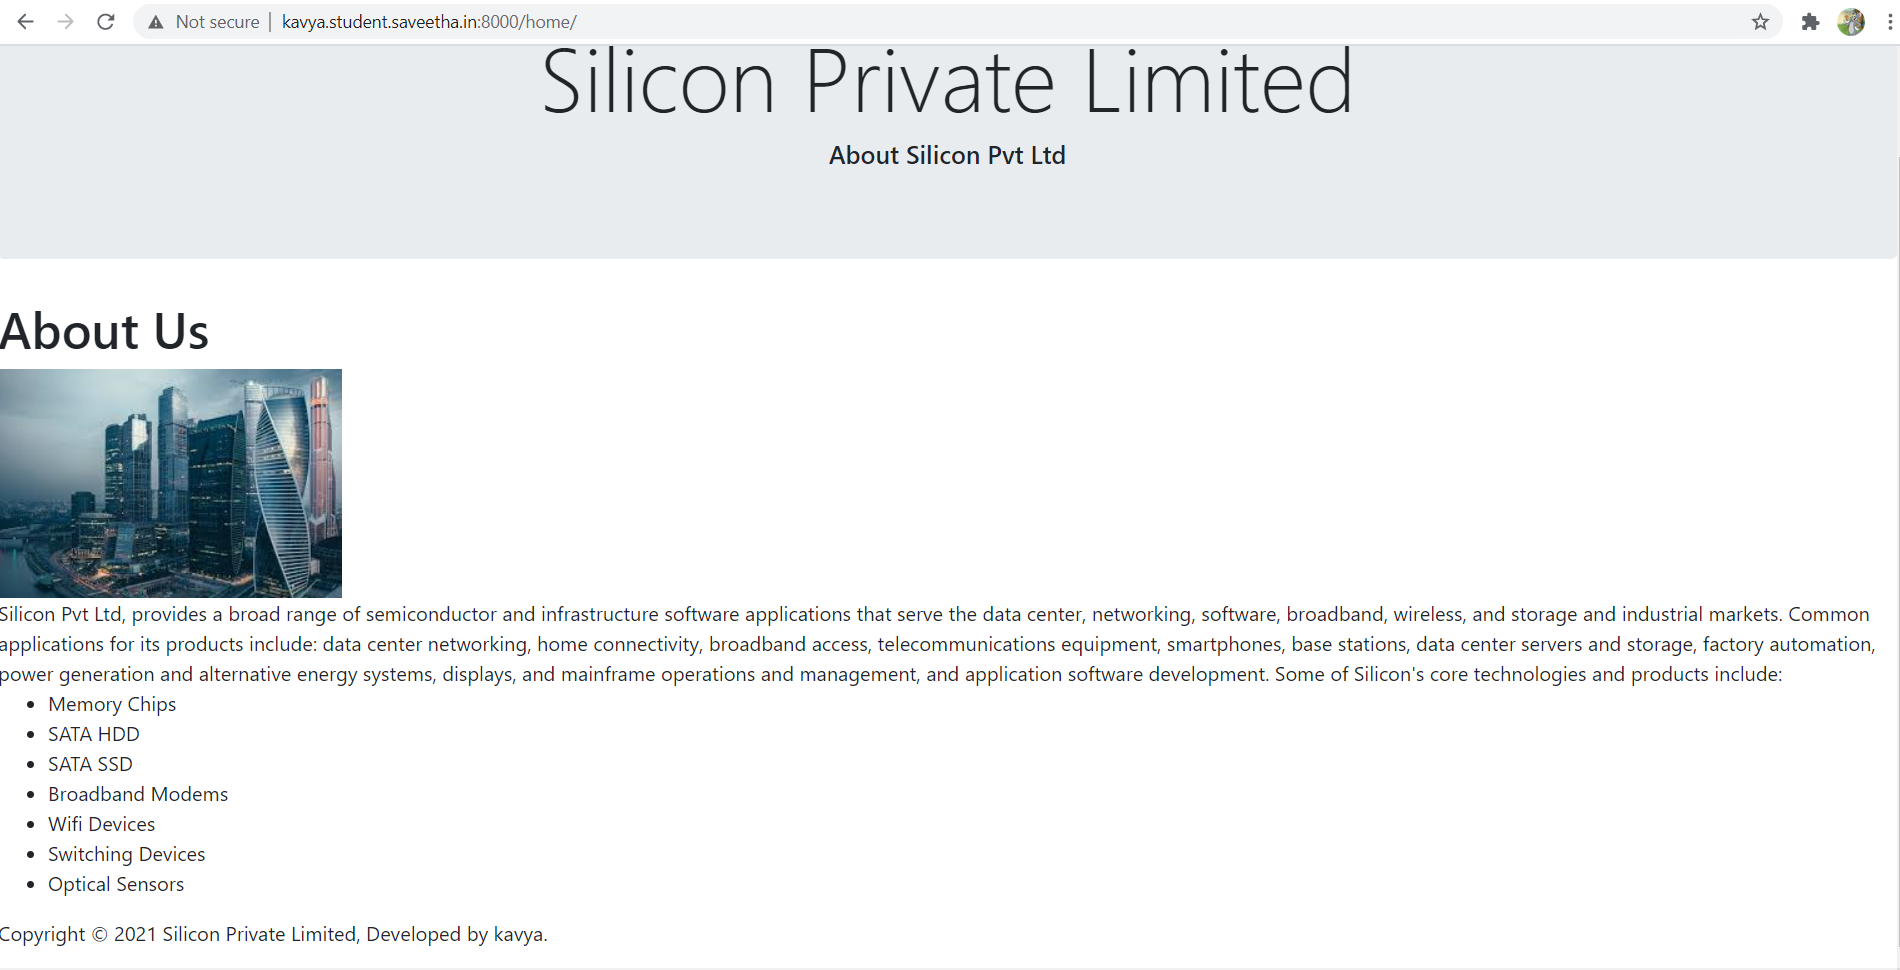 Not secure | kavya.student.saveetha.in:8000/home/
Silicon Private Limited
About Silicon Pvt Ltd
About Us
Silicon Pvt Ltd, provides a broad range of semiconductor and infrastructure software applications that serve the data center, networking, software, broadband, wireless, and storage and industrial markets. Common
applications for its products include: data center networking, home connectivity, broadband access, telecommunications equipment, smartphones, base stations, data center servers and storage, factory automation,
power generation and alternative energy systems, displays, and mainframe operations and management, and application software development. Some of Silicon's core technologies and products include:
• Memory Chips
• SATA HDD
• SATA SSD
• Broadband Modems
• Wifi Devices
• Switching Devices
• Optical Sensors
Copyright © 2021 Silicon Private Limited, Developed by kavya.